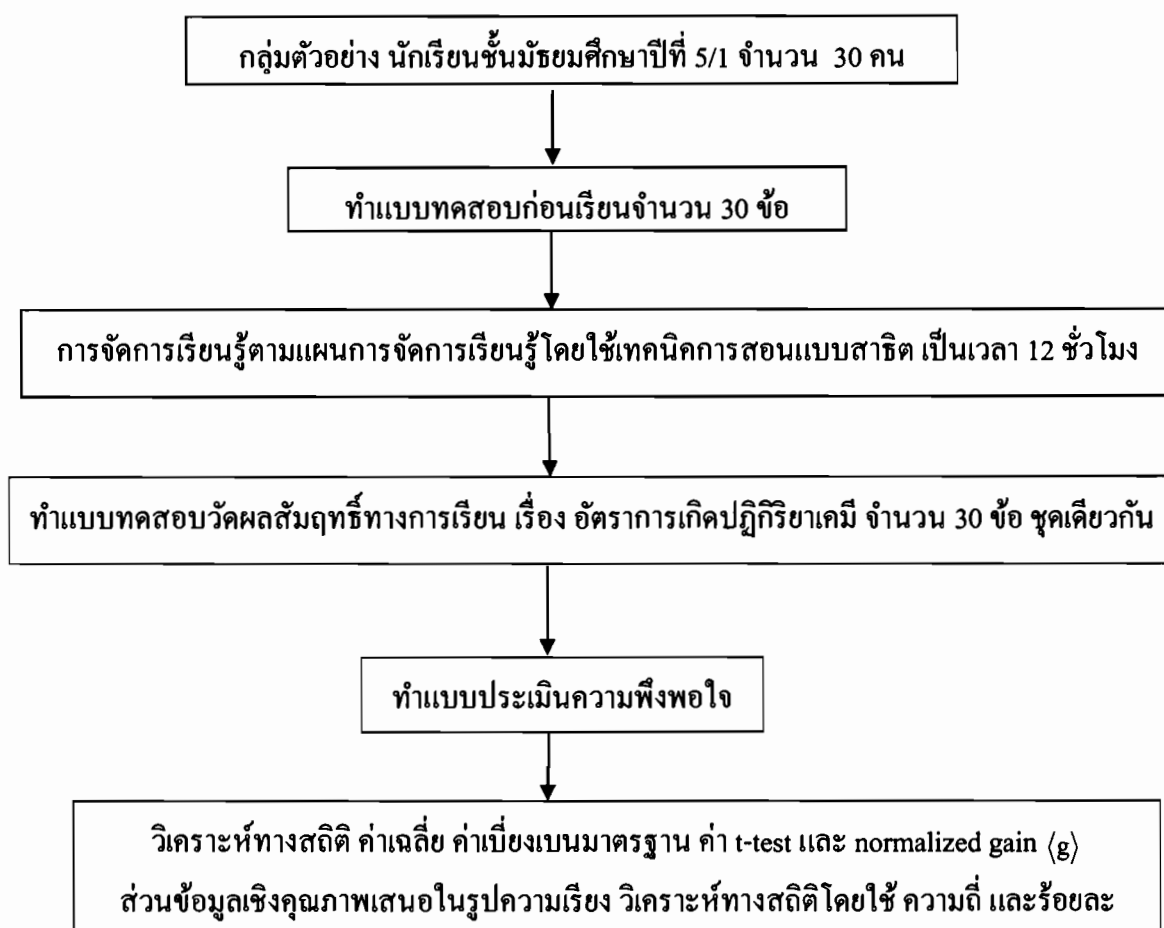 กลุ่มตัวอย่าง นักเรียนชั้นมัธยมศึกษาปีที่ 5/1 จำนวน 30 คน
ทำแบบทดสอบก่อนเรียนจำนวน 30 ข้อ
การจัดการเรียนรู้ตามแผนการจัดการเรียนรู้โดยใช้เทคนิคการสอนแบบสาธิต เป็นเวลา 12 ชั่วโมง
ทำแบบทดสอบวัดผลสัมฤทธิ์ทางการเรียน เรื่อง อัตราการเกิดปฏิกิริยาเคมี จำนวน 30 ข้อ ชุดเดียวกัน
ทำแบบประเมินความพึงพอใจ
วิเคราะห์ทางสถิติ ค่าเฉลี่ย ค่าเบี่ยงเบนมาตรฐาน ค่า t-test และ normalized gain ⟨g⟩
ส่วนข้อมูลเชิงคุณภาพเสนอในรูปความเรียง วิเคราะห์ทางสถิติโดยใช้ ความถี่ และร้อยละ